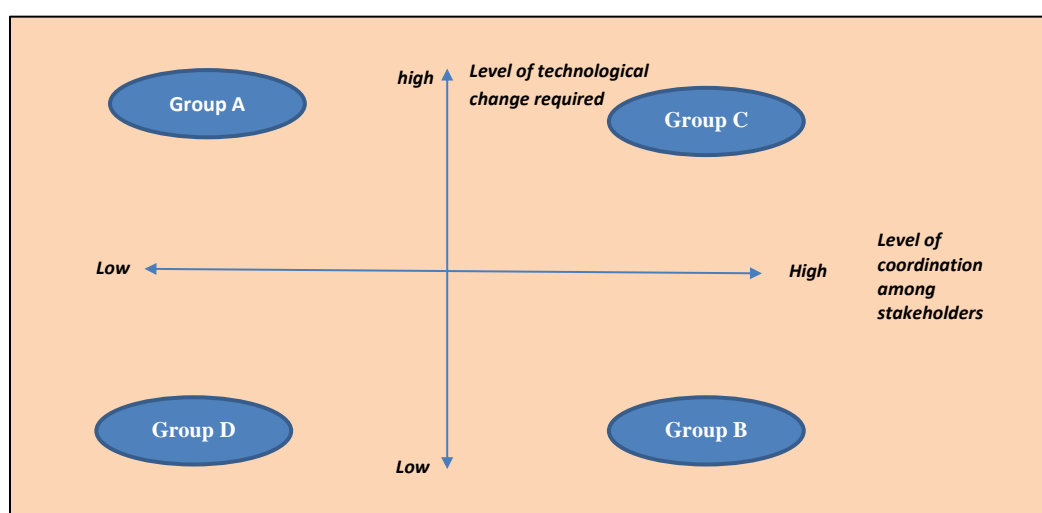 high
Level of technological
change required
Group A
Group C
Low
High
Level of
coordination
among
stakeholders
Group D
Group B
Low